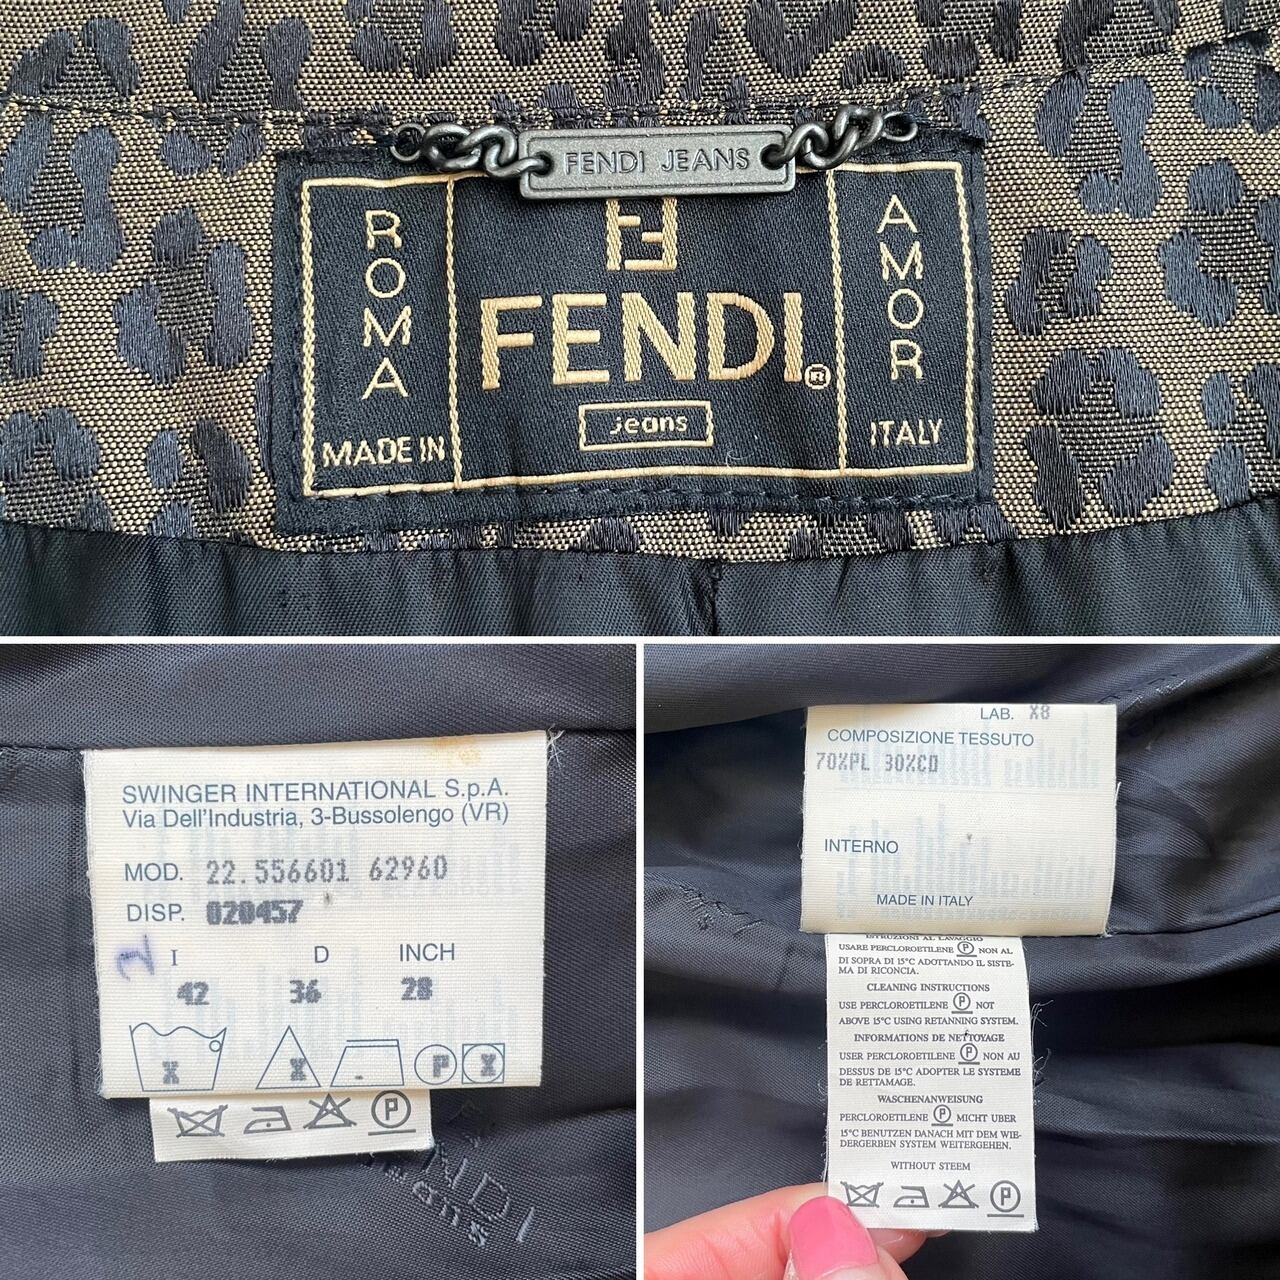 FENDI JEANS
ROMA
AMOR
FENDI®
jeans
MADE IN
ITALY
SWINGER INTERNATIONAL S.p.A.
Via Dell'Industria, 3-Bussolengo (VR)
MOD. 22.556601 62960
DISP. 020457
2 I D INCH
42 36 28
X X P X
P
FENDI
jeans
LAB. X8
COMPOSIZIONE TESSUTO
70%PL 30%CO
INTERNO
MADE IN ITALY
ISTRUZIONI AL LAVAGGIO
USARE PERCLOROETILENE P NON AL
DI SOPRA DI 15°C ADOTTANDO IL SISTE-
MA DI RICONCIA.
CLEANING INSTRUCTIONS
USE PERCLOROETILENE P NOT
ABOVE 15°C USING RETANNING SYSTEM.
INFORMATIONS DE NETTOYAGE
USER PERCLOROETILENE P NON AU
DESSUS DE 15°C ADOPTER LE SYSTEME
DE RETTAMAGE.
WASCHENANWEISUNG
PERCLOROETILENE P MICHT UBER
15°C BENUTZEN DANACH MIT DEM WIE-
DERGERBEN SYSTEM WEITERGEHEN.
WITHOUT STEEM
P